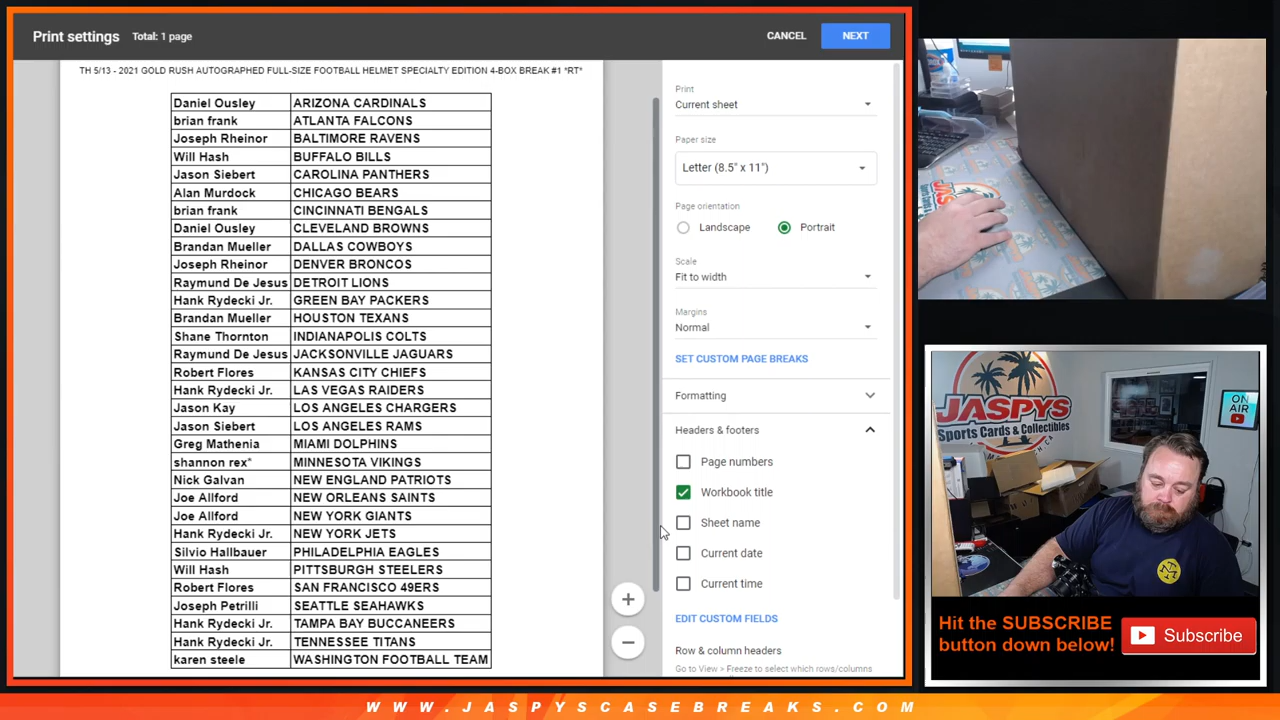 Print settings Total: 1 page CANCEL NEXT
TH 5/13 - 2021 GOLD RUSH AUTOGRAPHED FULL-SIZE FOOTBALL HELMET SPECIALTY EDITION 4-BOX BREAK #1 *RT*
Daniel Ousley ARIZONA CARDINALS
brian frank ATLANTA FALCONS
Joseph Rheinor BALTIMORE RAVENS
Will Hash BUFFALO BILLS
Jason Siebert CAROLINA PANTHERS
Alan Murdock CHICAGO BEARS
brian frank CINCINNATI BENGALS
Daniel Ousley CLEVELAND BROWNS
Brandan Mueller DALLAS COWBOYS
Joseph Rheinor DENVER BRONCOS
Raymund De Jesus DETROIT LIONS
Hank Rydecki Jr. GREEN BAY PACKERS
Brandan Mueller HOUSTON TEXANS
Shane Thornton INDIANAPOLIS COLTS
Raymund De Jesus JACKSONVILLE JAGUARS
Robert Flores KANSAS CITY CHIEFS
Hank Rydecki Jr. LAS VEGAS RAIDERS
Jason Kay LOS ANGELES CHARGERS
Jason Siebert LOS ANGELES RAMS
Greg Mathenia MIAMI DOLPHINS
shannon rex* MINNESOTA VIKINGS
Nick Galvan NEW ENGLAND PATRIOTS
Joe Allford NEW ORLEANS SAINTS
Joe Allford NEW YORK GIANTS
Hank Rydecki Jr. NEW YORK JETS
Silvio Hallbauer PHILADELPHIA EAGLES
Will Hash PITTSBURGH STEELERS
Robert Flores SAN FRANCISCO 49ERS
Joseph Petrilli SEATTLE SEAHAWKS
Hank Rydecki Jr. TAMPA BAY BUCCANEERS
Hank Rydecki Jr. TENNESSEE TITANS
karen steele WASHINGTON FOOTBALL TEAM
Print
Current sheet
Paper size
Letter (8.5" x 11")
Page orientation
Landscape Portrait
Scale
Fit to width
Margins
Normal
SET CUSTOM PAGE BREAKS
Formatting
Headers & footers
Page numbers
Workbook title
Sheet name
Current date
Current time
EDIT CUSTOM FIELDS
Row & column headers
Go to View > Freeze to select which rows/columns
JASPYS
Sports Cards & Collectibles
ON
AIR
Hit the SUBSCRIBE
button down below!
Subscribe
WWW.JASPYSCASEBREAKS.COM